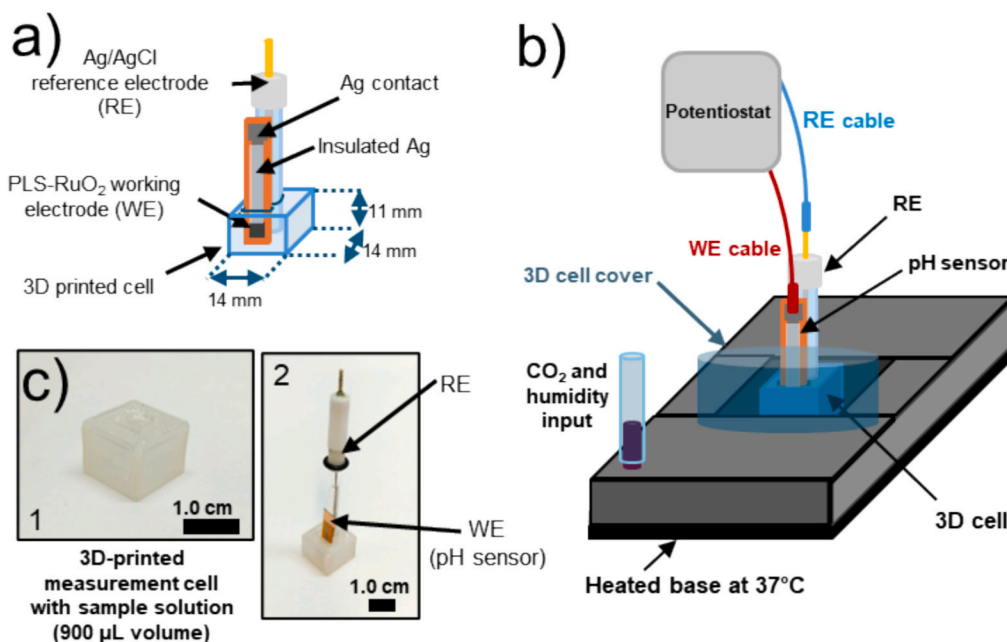 a)
Ag/AgCl
reference electrode
(RE)
Ag contact
Insulated Ag
PLS-RuO₂ working
electrode (WE)
11 mm
14 mm
3D printed cell
14 mm
b)
Potentiostat
RE cable
RE
WE cable
pH sensor
3D cell cover
CO₂ and
humidity
input
3D cell
Heated base at 37°C
c)
1
1.0 cm
3D-printed
measurement cell
with sample solution
(900 µL volume)
2
RE
WE
(pH sensor)
1.0 cm